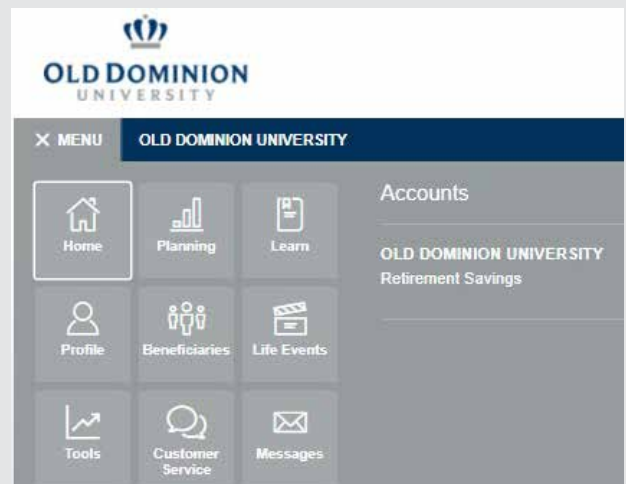 OLD DOMINION
UNIVERSITY
X MENU
OLD DOMINION UNIVERSITY
Home
Planning
Learn
Accounts
OLD DOMINION UNIVERSITY
Retirement Savings
Profile
Beneficiaries
Life Events
Tools
Customer
Service
Messages